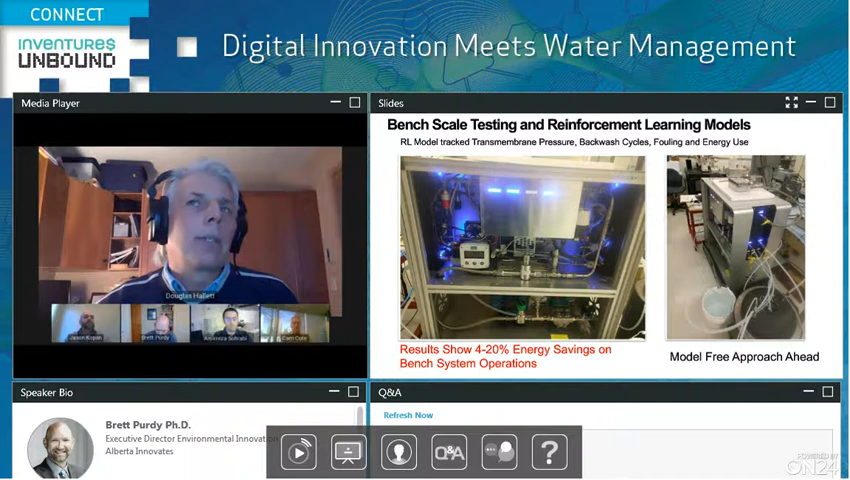 CONNECT
INVENTURES
UNBOUND
Digital Innovation Meets Water Management
Media Player
Slides
Bench Scale Testing and Reinforcement Learning Models
RL Model tracked Transmembrane Pressure, Backwash Cycles, Fouling and Energy Use
Douglas Hallett
Brett Purdy
Cam Cote
Results Show 4-20% Energy Savings on
Bench System Operations
Model Free Approach Ahead
Speaker Bio
Q&A
Refresh Now
Brett Purdy Ph.D.
Executive Director Environmental Innovation
Alberta Innovates
Q&A
?
POWERED BY
ON24